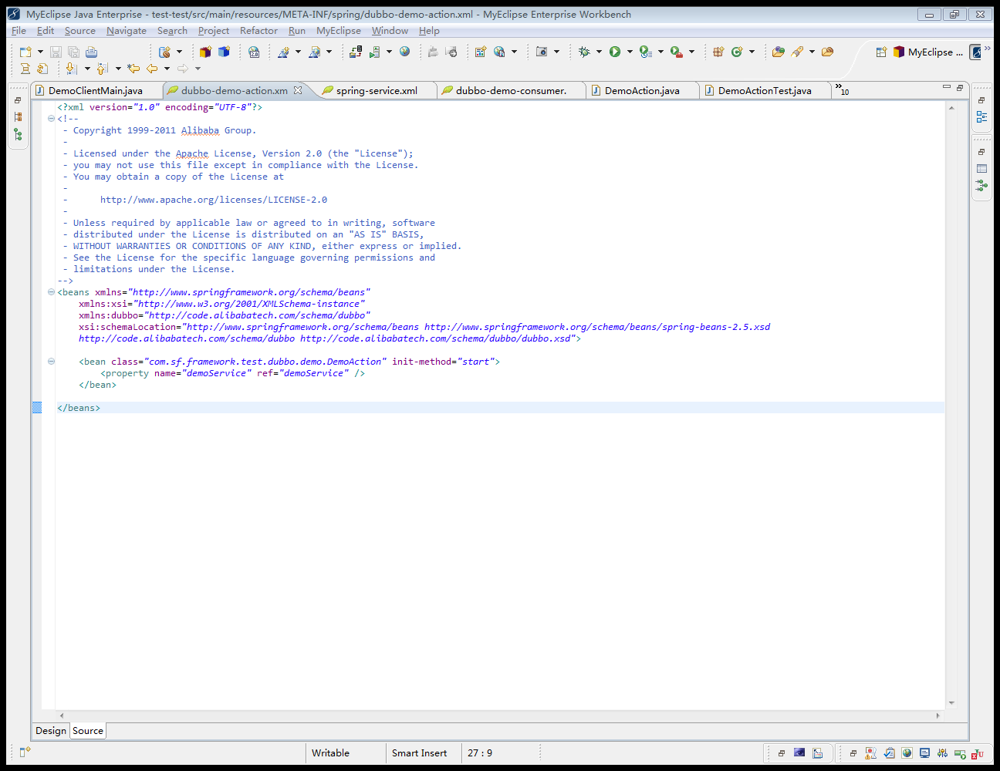 MyEclipse Java Enterprise - test-test/src/main/resources/META-INF/spring/dubbo-demo-action.xml - MyEclipse Enterprise Workbench
File Edit Source Navigate Search Project Refactor Run MyEclipse Window Help
MyEclipse ...
DemoClientMain.java dubbo-demo-action.xm spring-service.xml dubbo-demo-consumer. DemoAction.java DemoActionTest.java »10
<?xml version="1.0" encoding="UTF-8"?>
<!--
- Copyright 1999-2011 Alibaba Group.
-
- Licensed under the Apache License, Version 2.0 (the "License");
- you may not use this file except in compliance with the License.
- You may obtain a copy of the License at
-
- http://www.apache.org/licenses/LICENSE-2.0
-
- Unless required by applicable law or agreed to in writing, software
- distributed under the License is distributed on an "AS IS" BASIS,
- WITHOUT WARRANTIES OR CONDITIONS OF ANY KIND, either express or implied.
- See the License for the specific language governing permissions and
- limitations under the License.
-->
<beans xmlns="http://www.springframework.org/schema/beans"
xmlns:xsi="http://www.w3.org/2001/XMLSchema-instance"
xmlns:dubbo="http://code.alibabatech.com/schema/dubbo"
xsi:schemaLocation="http://www.springframework.org/schema/beans http://www.springframework.org/schema/beans/spring-beans-2.5.xsd
http://code.alibabatech.com/schema/dubbo http://code.alibabatech.com/schema/dubbo/dubbo.xsd">
<bean class="com.sf.framework.test.dubbo.demo.DemoAction" init-method="start">
<property name="demoService" ref="demoService" />
</bean>
</beans>
Design Source
Writable Smart Insert 27 : 9